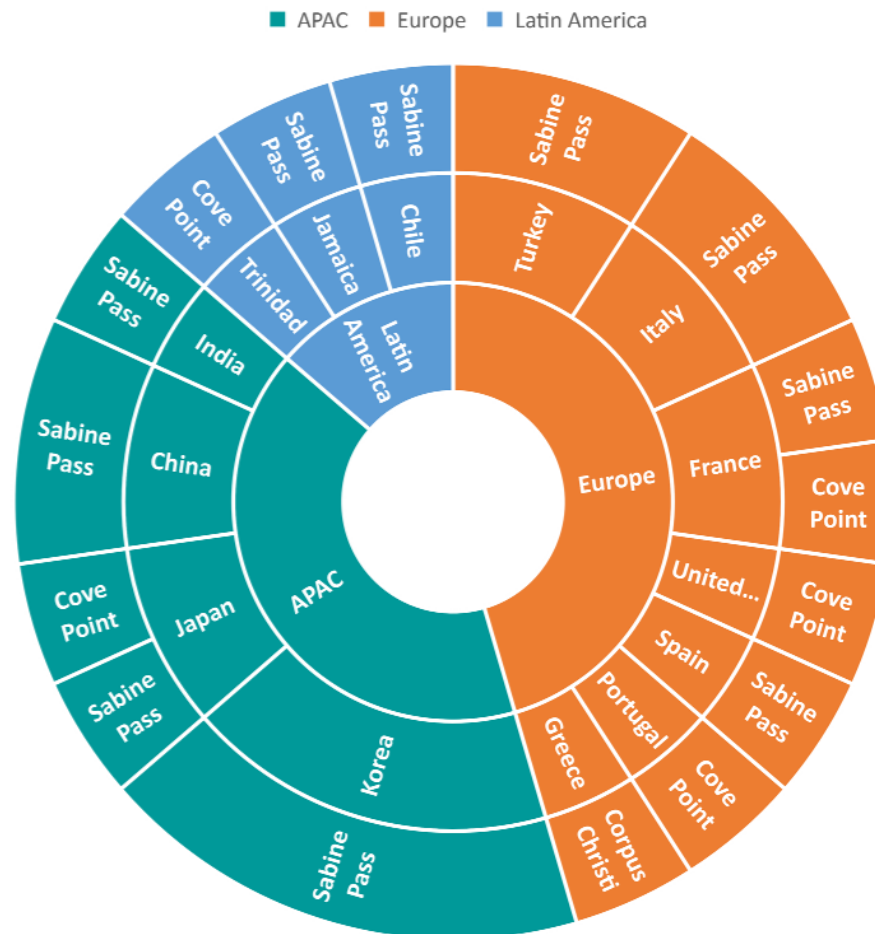 APAC
Europe
Latin America
Sabine
Pass
Turkey
Sabine
Pass
Italy
Europe
Sabine
Pass
France
Cove
Point
United...
Cove
Point
Spain
Sabine
Pass
Portugal
Cove
Point
Greece
Corpus
Christi
APAC
Korea
Sabine
Pass
Japan
Sabine
Pass
Cove
Point
China
Sabine
Pass
India
Sabine
Pass
Latin
America
Trinidad
Cove
Point
Jamaica
Sabine
Pass
Chile
Sabine
Pass